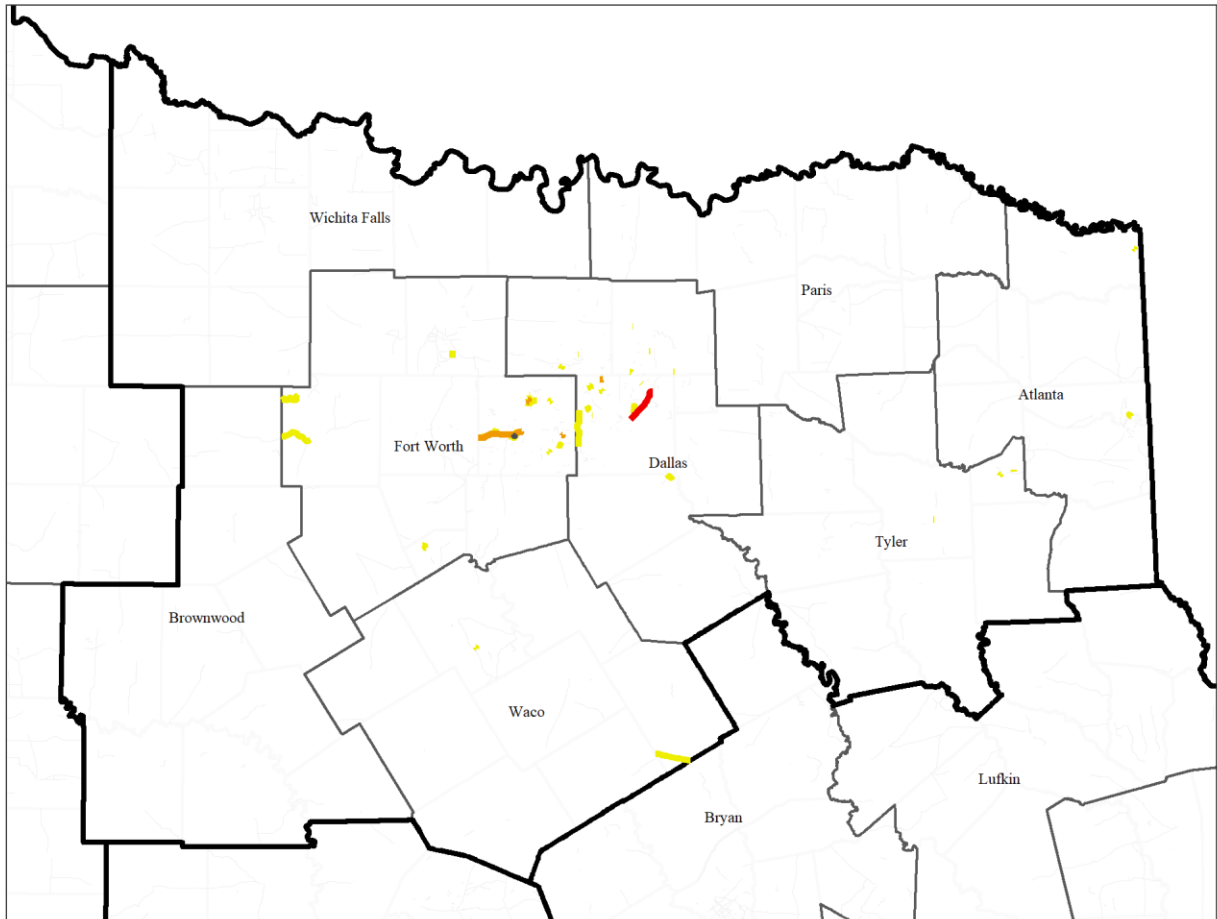 Wichita Falls
Paris
Atlanta
Fort Worth
Dallas
Tyler
Brownwood
Waco
Lufkin
Bryan